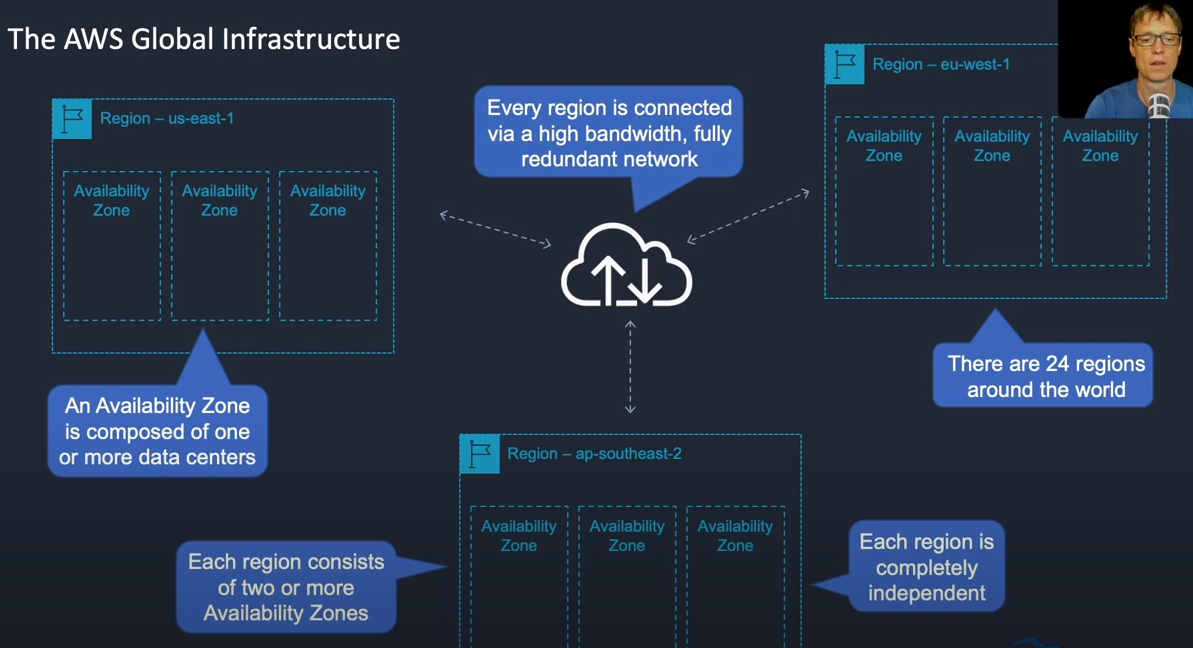 The AWS Global Infrastructure
Region – us-east-1
Availability
Zone
Availability
Zone
Availability
Zone
An Availability Zone
is composed of one
or more data centers
Every region is connected
via a high bandwidth, fully
redundant network
Region – eu-west-1
Availability
Zone
Availability
Zone
Availability
Zone
There are 24 regions
around the world
Region – ap-southeast-2
Availability
Zone
Availability
Zone
Availability
Zone
Each region consists
of two or more
Availability Zones
Each region is
completely
independent